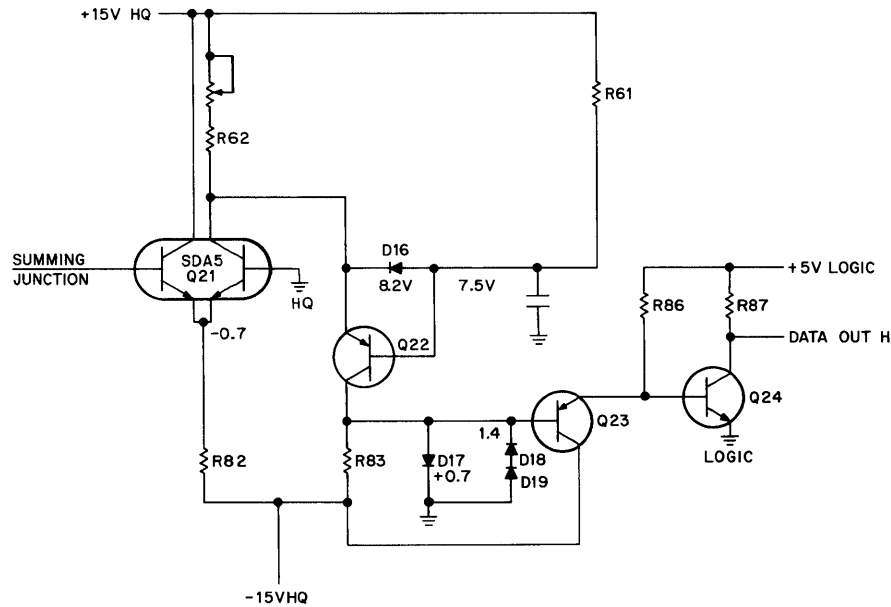 +15V HQ
R61
R62
SDA5
Q21
SUMMING
JUNCTION
HQ
D16
8.2V
7.5V
+5V LOGIC
R86
R87
-0.7
Q22
DATA OUT H
Q24
1.4
Q23
LOGIC
R82
R83
D17
+0.7
D18
D19
-15VHQ